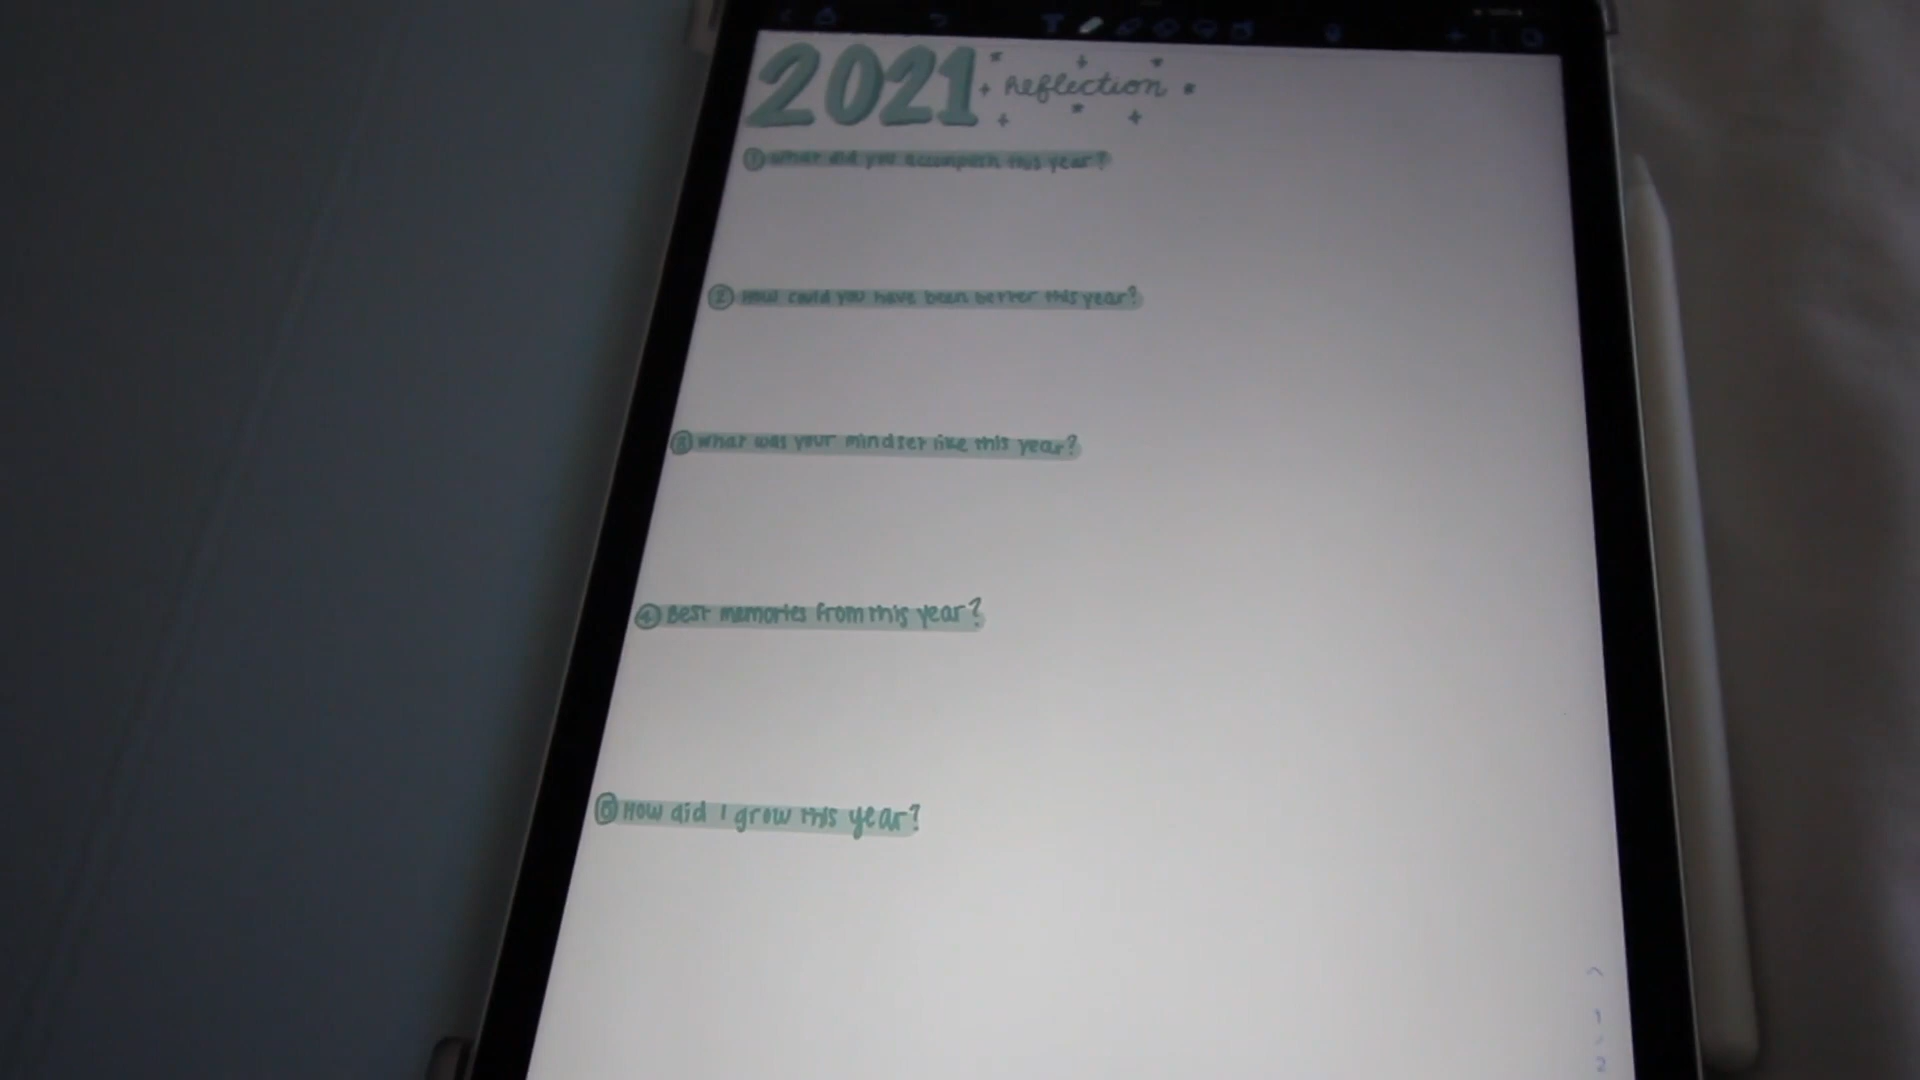 2021 Reflection
① What did you accomplish this year?
② How could you have been better this year?
③ What was your mindset like this year?
④ Best memories from this year?
⑤ How did I grow this year?
1/2